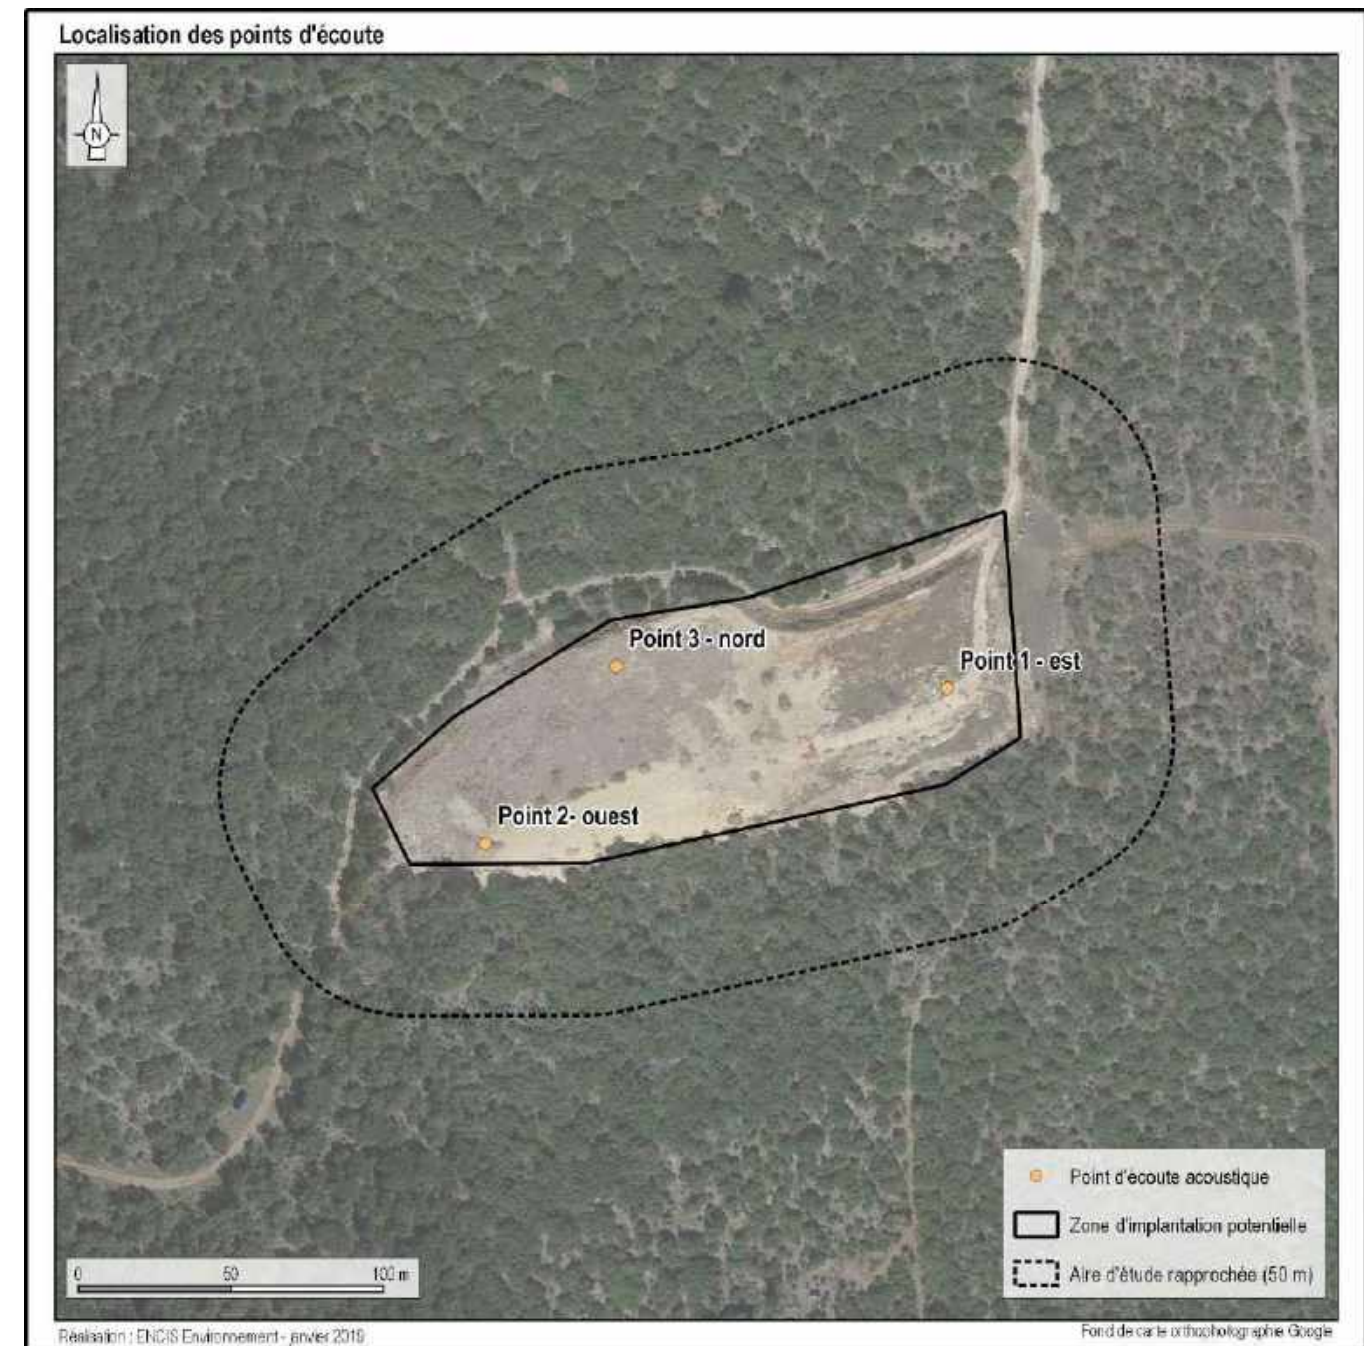 Localisation des points d'écoute
N
Point 3 - nord
Point 1 - est
Point 2- ouest
Point d'écoute acoustique
Zone d'implantation potentielle
Aire d'étude rapprochée (50 m)
0 50 100 m
Réalisation : ENCIS Environnement - janvier 2019
Fond de carte orthophotographie Google